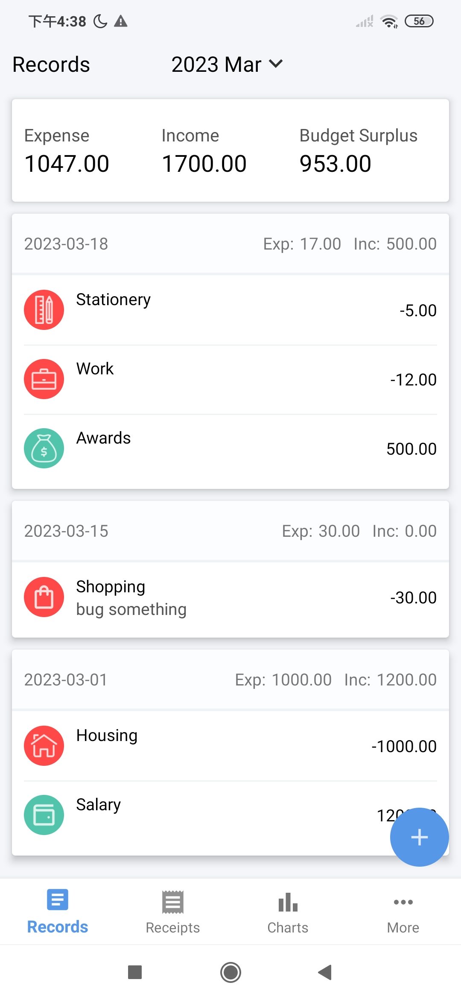 下午4:38
56
Records
2023 Mar
Expense
Income
Budget Surplus
1047.00
1700.00
953.00
2023-03-18
Exp: 17.00
Inc: 500.00
Stationery
-5.00
Work
-12.00
Awards
500.00
2023-03-15
Exp: 30.00
Inc: 0.00
Shopping
bug something
-30.00
2023-03-01
Exp: 1000.00
Inc: 1200.00
Housing
-1000.00
Salary
Records
Receipts
Charts
More